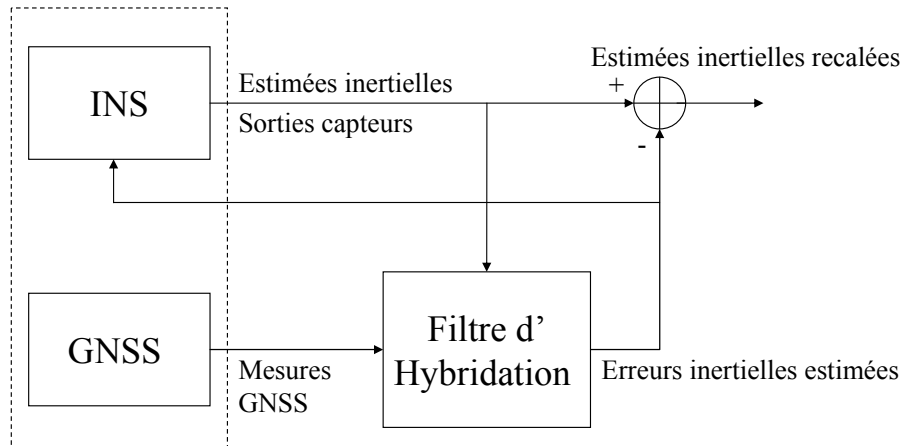 Estimées inertielles recalées
Estimées inertielles
+
INS
Sorties capteurs
-
Filtre d’
Hybridation
GNSS
Mesures
GNSS
Erreurs inertielles estimées